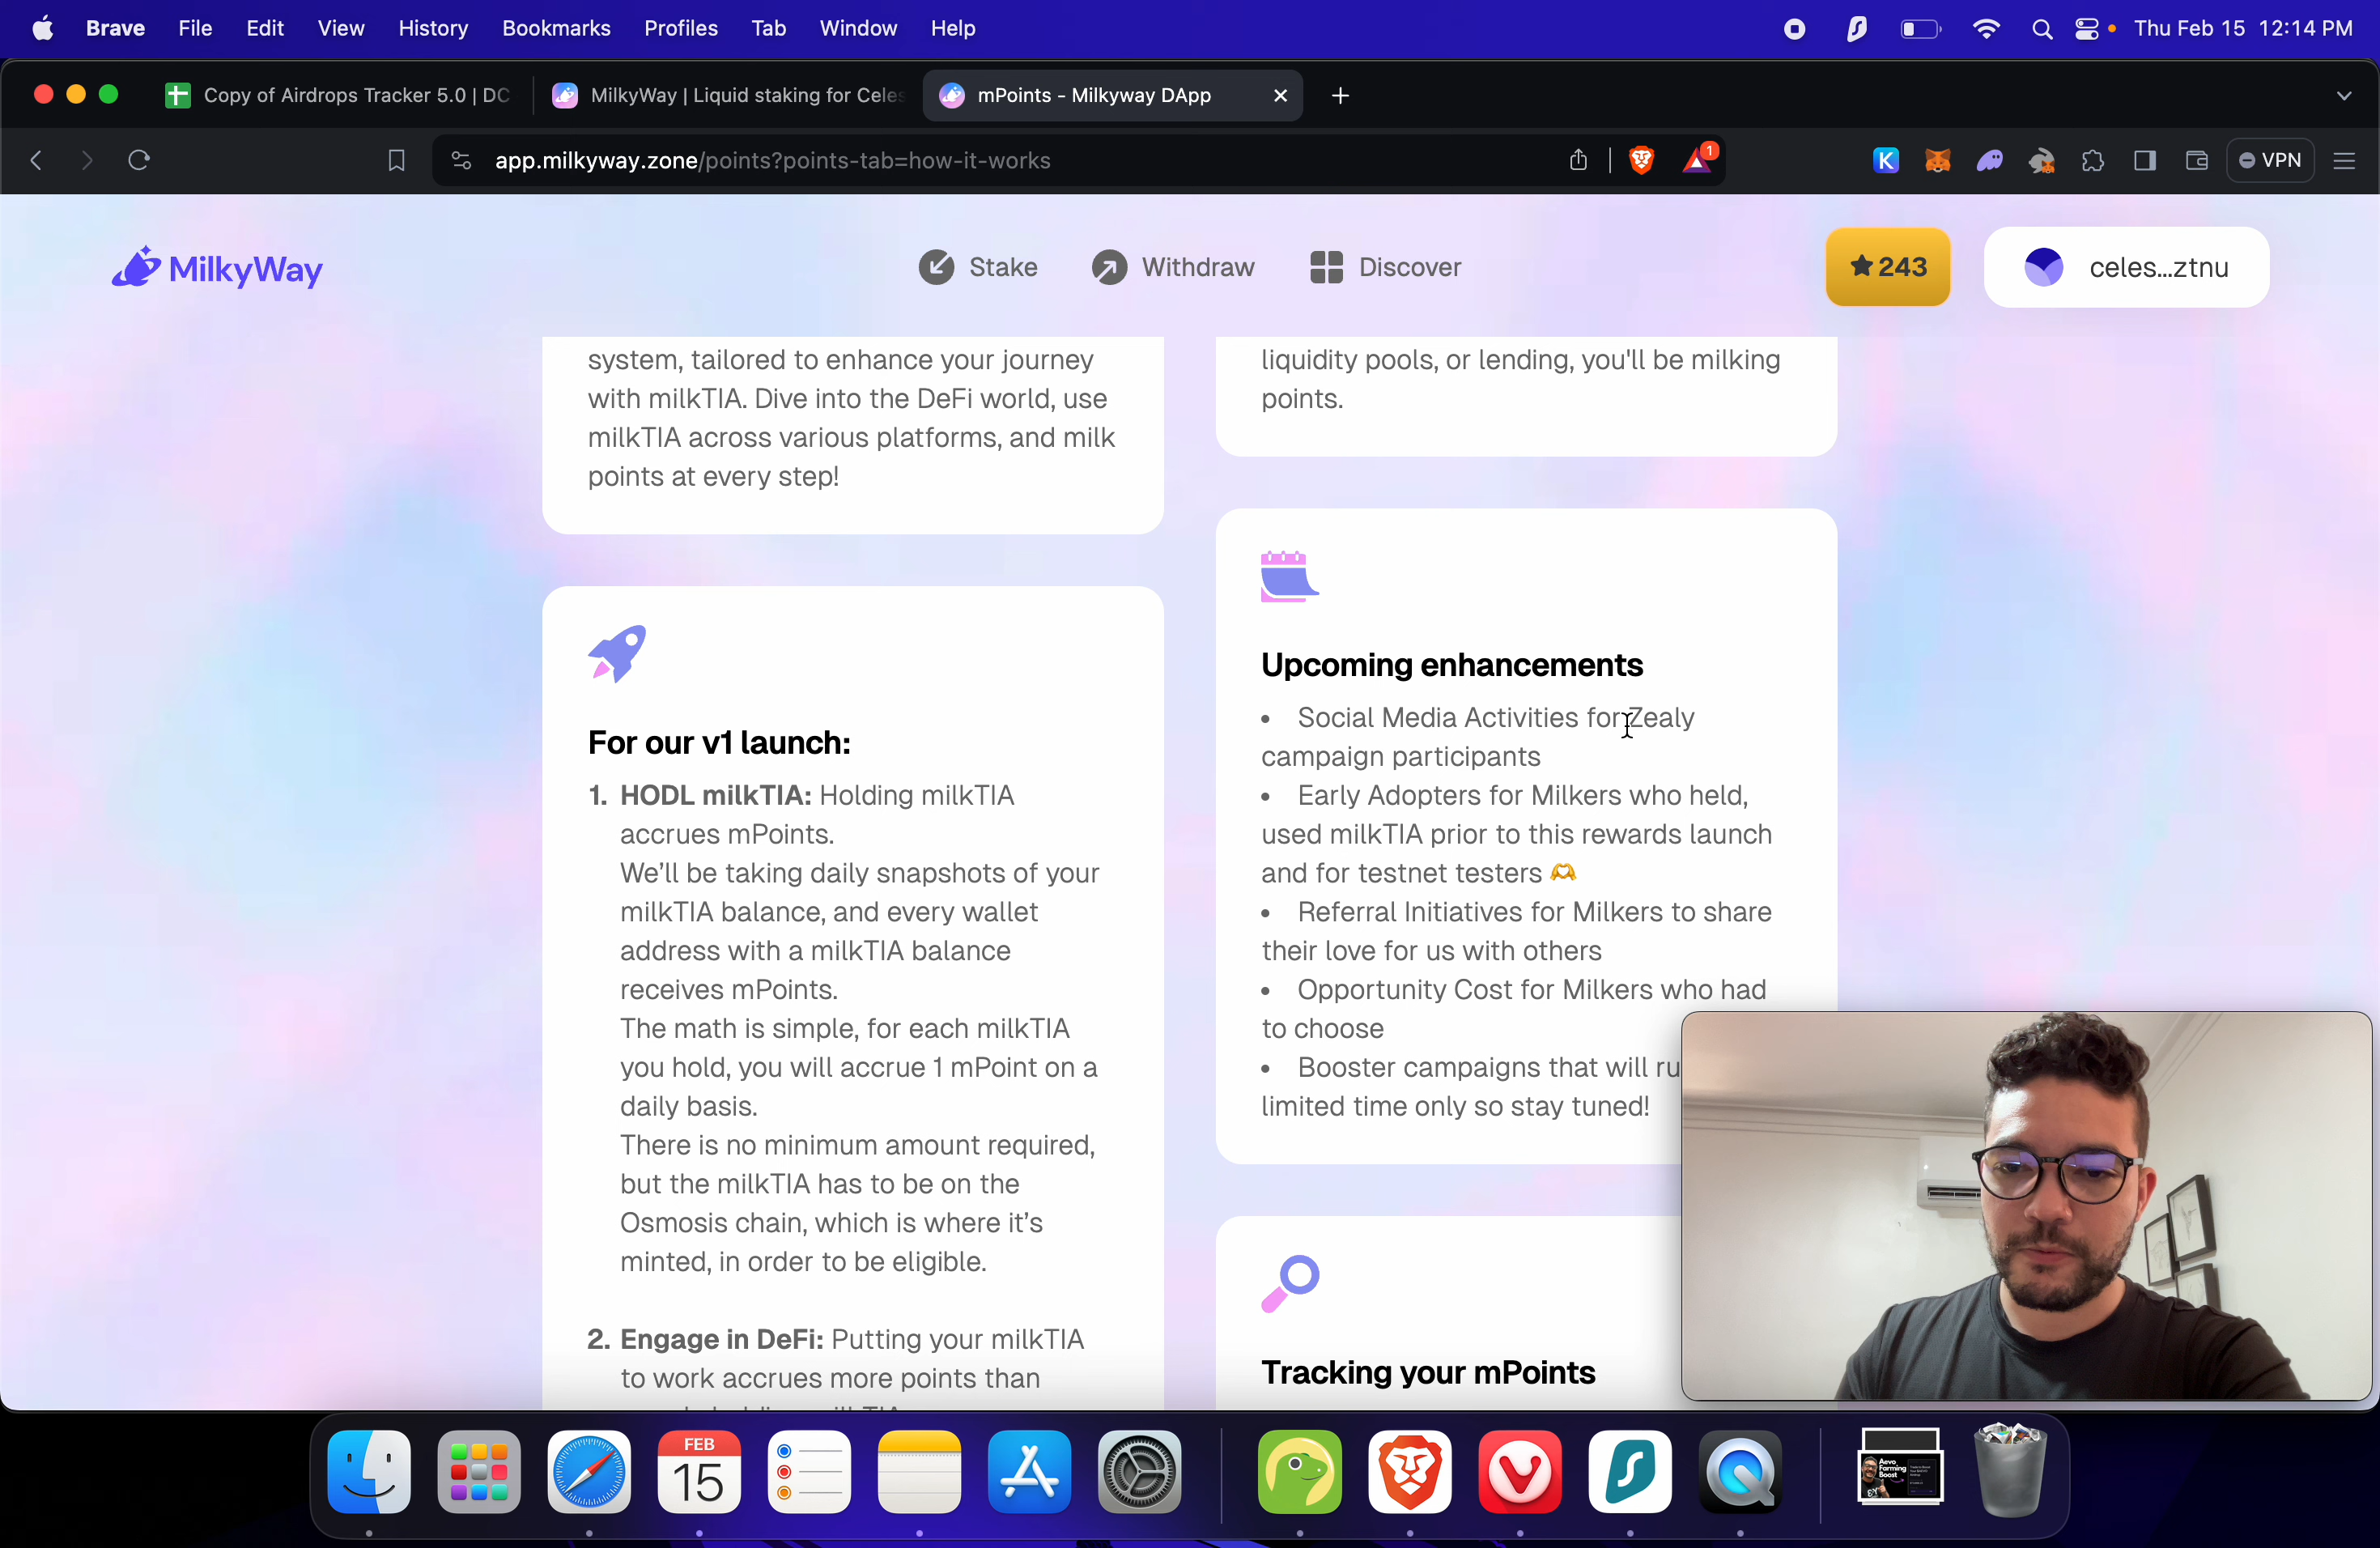 Brave File Edit View History Bookmarks Profiles Tab Window Help Thu Feb 15 12:14 PM
Copy of Airdrops Tracker 5.0 | DC MilkyWay | Liquid staking for Celes mPoints - Milkyway DApp
app.milkyway.zone/points?points-tab=how-it-works 1 K VPN
MilkyWay Stake Withdraw Discover 243 celes...ztnu
system, tailored to enhance your journey
with milkTIA. Dive into the DeFi world, use
milkTIA across various platforms, and milk
points at every step!
For our v1 launch:
1. HODL milkTIA: Holding milkTIA
accrues mPoints.
We’ll be taking daily snapshots of your
milkTIA balance, and every wallet
address with a milkTIA balance
receives mPoints.
The math is simple, for each milkTIA
you hold, you will accrue 1 mPoint on a
daily basis.
There is no minimum amount required,
but the milkTIA has to be on the
Osmosis chain, which is where it’s
minted, in order to be eligible.
2. Engage in DeFi: Putting your milkTIA
to work accrues more points than
liquidity pools, or lending, you'll be milking
points.
Upcoming enhancements
• Social Media Activities for Zealy
campaign participants
• Early Adopters for Milkers who held,
used milkTIA prior to this rewards launch
and for testnet testers 🫶
• Referral Initiatives for Milkers to share
their love for us with others
• Opportunity Cost for Milkers who had
to choose
• Booster campaigns that will ru
limited time only so stay tuned!
Tracking your mPoints
FEB
15
Aevo
Farming
Boost